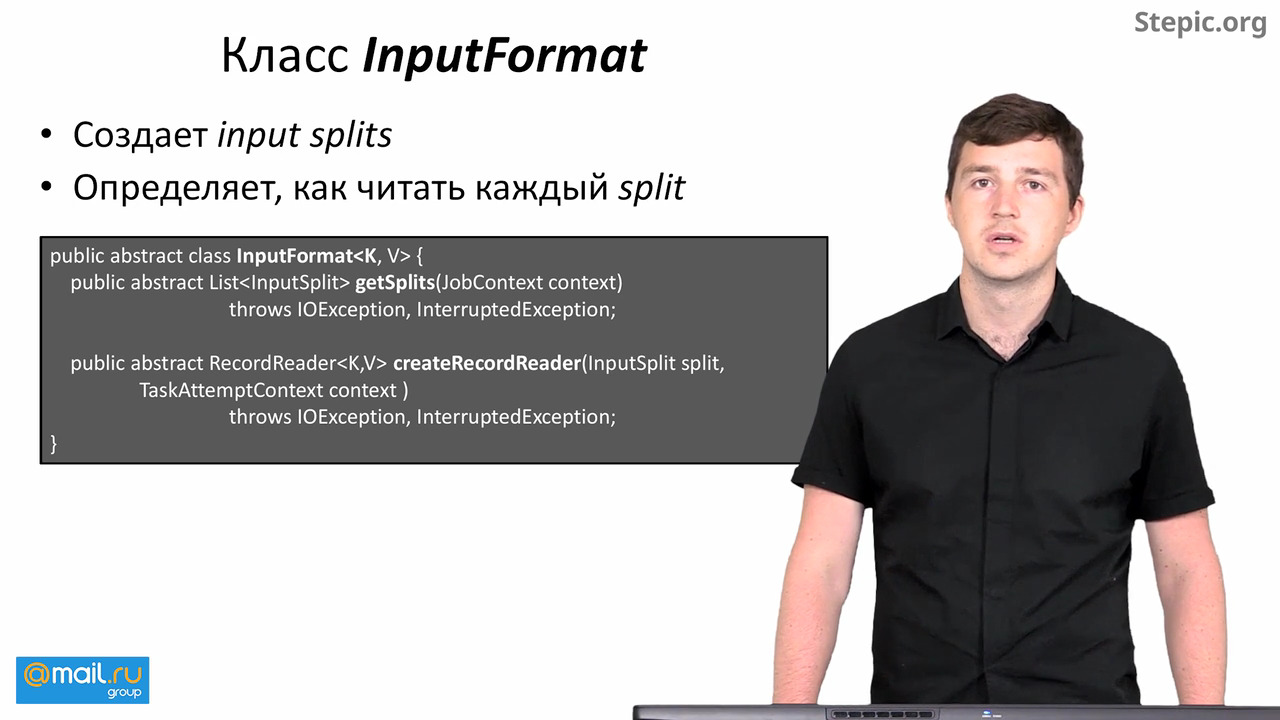 Stepic.org
Класс InputFormat
• Создает input splits
• Определяет, как читать каждый split
public abstract class InputFormat<K, V> {
public abstract List<InputSplit> getSplits(JobContext context)
throws IOException, InterruptedException;
public abstract RecordReader<K,V> createRecordReader(InputSplit split,
TaskAttemptContext context )
throws IOException, InterruptedException;
}
@mail.ru
group